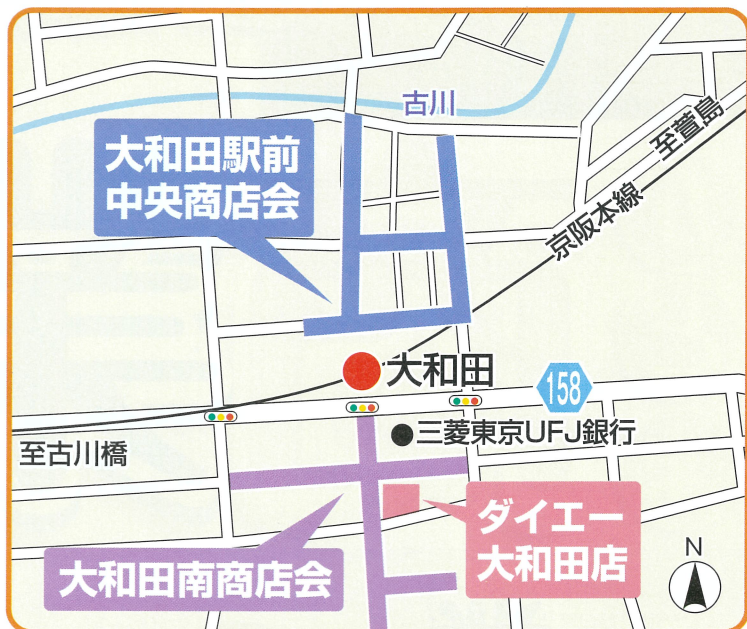 古川
大和田駅前
中央商店会
至萱島
京阪本線
大和田
158
三菱東京UFJ銀行
至古川橋
ダイエー
大和田店
大和田南商店会
N